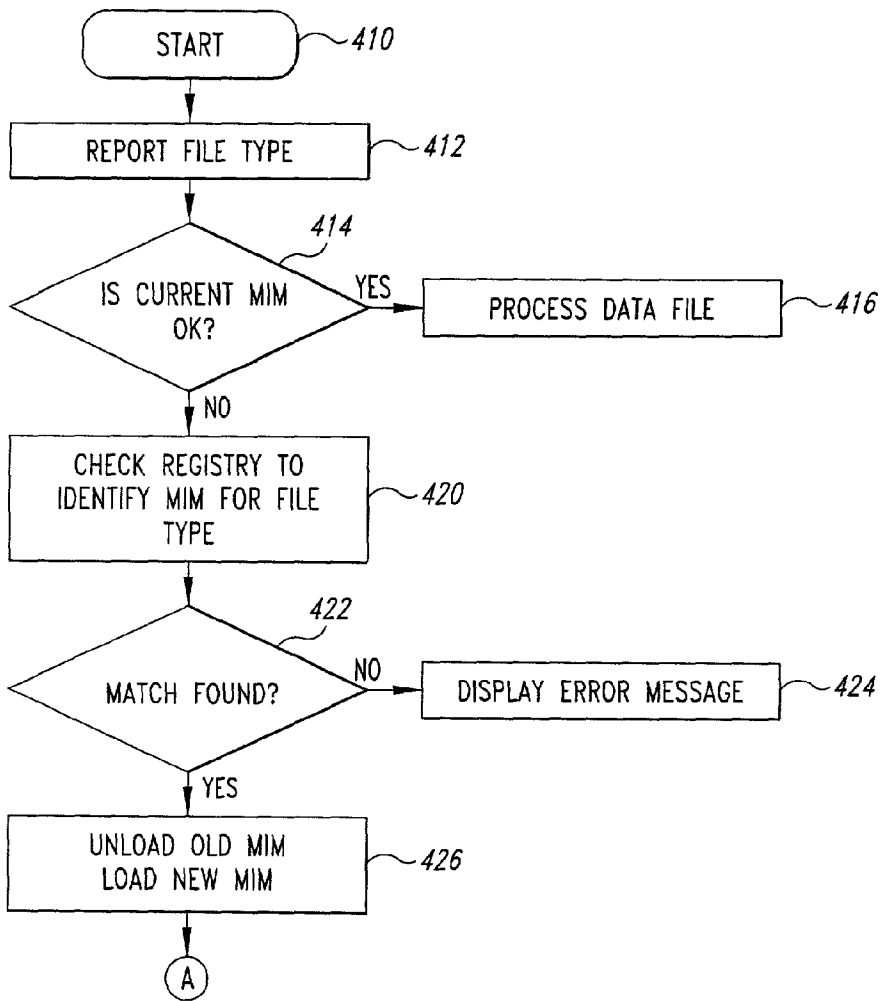 START
410
REPORT FILE TYPE
412
414
IS CURRENT MIM
OK?
YES
PROCESS DATA FILE
416
NO
CHECK REGISTRY TO
IDENTIFY MIM FOR FILE
TYPE
420
422
MATCH FOUND?
NO
DISPLAY ERROR MESSAGE
424
YES
UNLOAD OLD MIM
LOAD NEW MIM
426
A